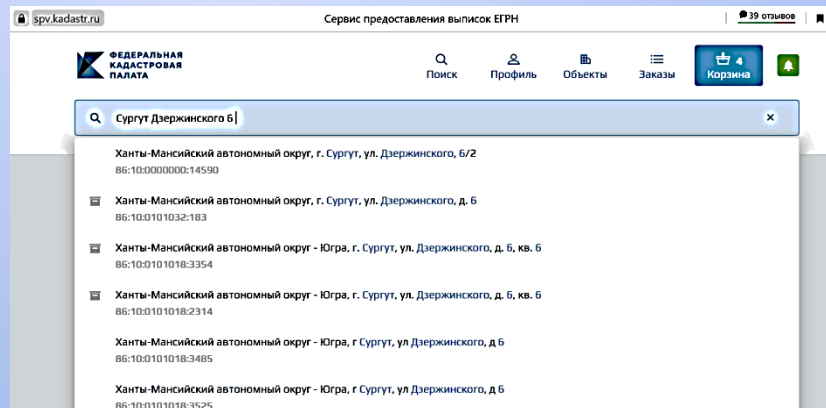 spv.kadastr.ru
Сервис предоставления выписок ЕГРН
39 отзывов
ФЕДЕРАЛЬНАЯ
КАДАСТРОВАЯ
ПАЛАТА
Поиск
Профиль
Объекты
Заказы
4
Корзина
Сургут Дзержинского 6
Ханты-Мансийский автономный округ, г. Сургут, ул. Дзержинского, 6/2
86:10:0000000:14590
Ханты-Мансийский автономный округ, г. Сургут, ул. Дзержинского, д. 6
86:10:0101032:183
Ханты-Мансийский автономный округ - Югра, г. Сургут, ул. Дзержинского, д. 6, кв. 6
86:10:0101018:3354
Ханты-Мансийский автономный округ - Югра, г. Сургут, ул. Дзержинского, д. 6, кв. 6
86:10:0101018:2314
Ханты-Мансийский автономный округ - Югра, г Сургут, ул Дзержинского, д 6
86:10:0101018:3485
Ханты-Мансийский автономный округ - Югра, г Сургут, ул Дзержинского, д 6
86:10:0101018:3525